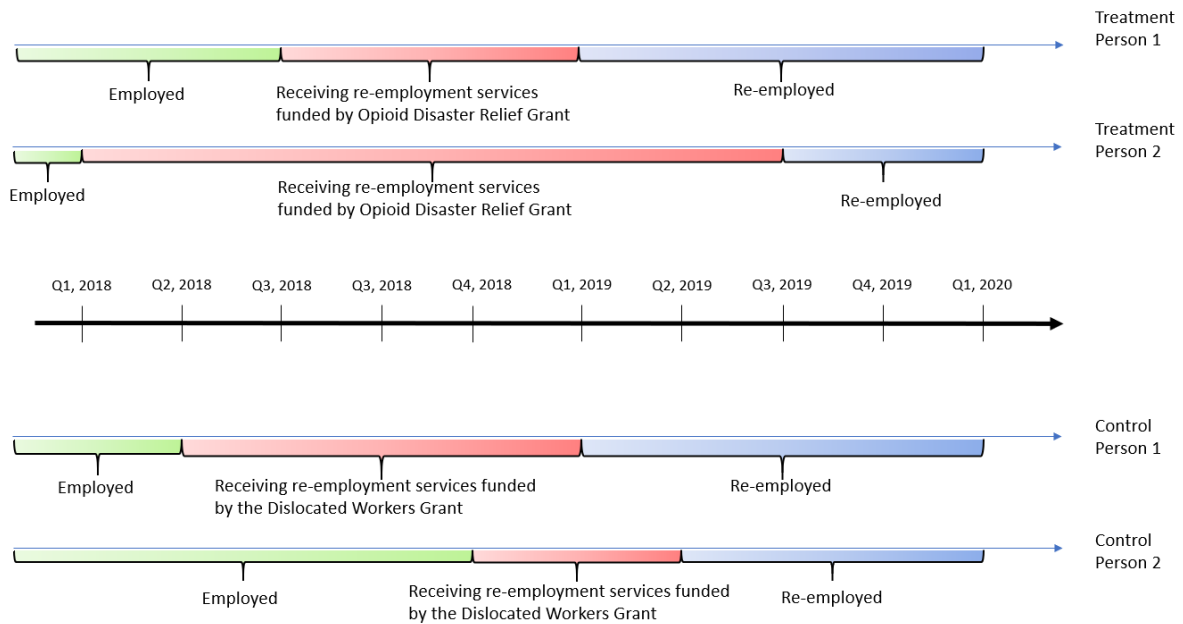 Treatment
Person 1
Employed
Receiving re-employment services
funded by Opioid Disaster Relief Grant
Re-employed
Treatment
Person 2
Employed
Receiving re-employment services
funded by Opioid Disaster Relief Grant
Re-employed
Q1, 2018 Q2, 2018 Q3, 2018 Q3, 2018 Q4, 2018 Q1, 2019 Q2, 2019 Q3, 2019 Q4, 2019 Q1, 2020
Control
Person 1
Employed
Receiving re-employment services funded
by the Dislocated Workers Grant
Re-employed
Control
Person 2
Employed
Receiving re-employment services funded
by the Dislocated Workers Grant
Re-employed